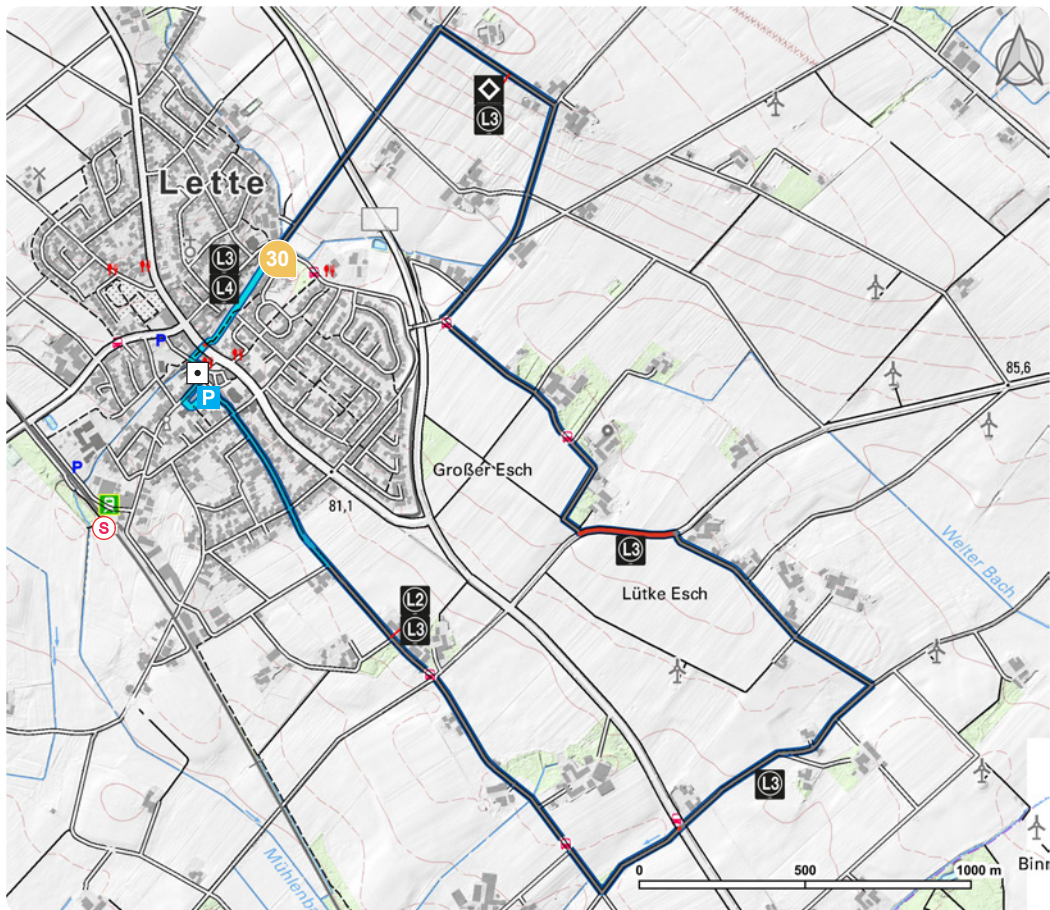 L3
Lette
L3
L4
30
P
P
85,6
P
Großer Esch
81,1
S
L3
Welter Bach
Lütke Esch
L2
L3
L3
Mühlenba
0 500 1000 m
Binn